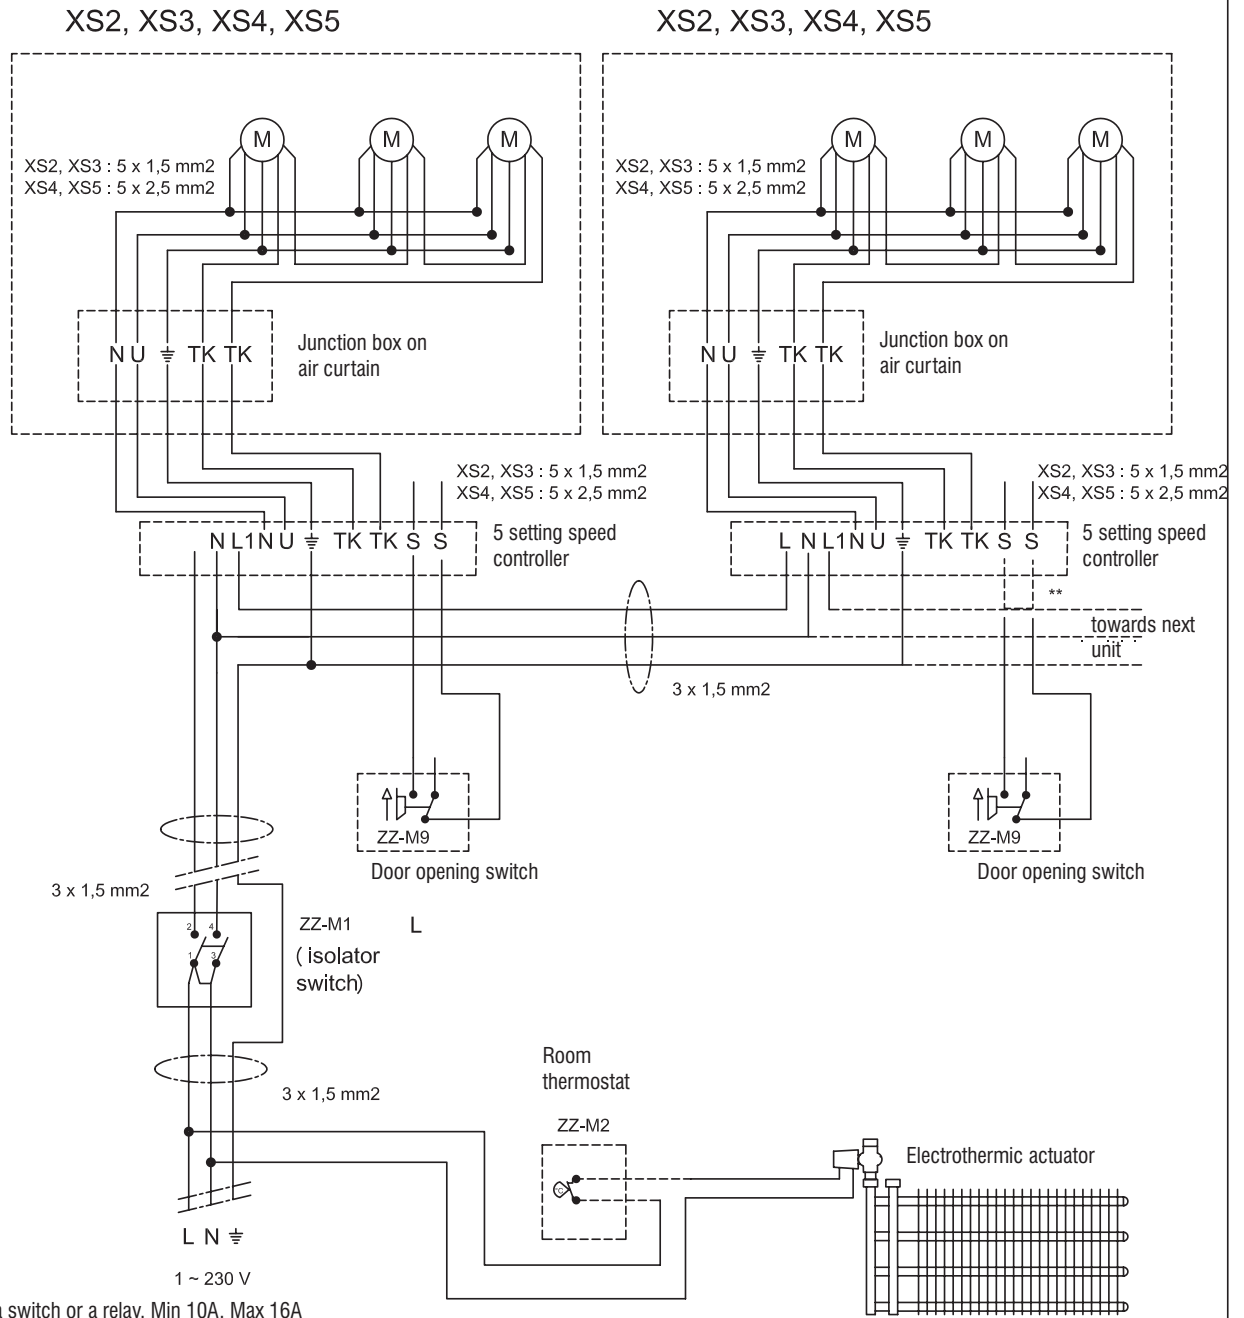 XS2, XS3, XS4, XS5
XS2, XS3, XS4, XS5
M
M
M
XS2, XS3 : 5 x 1,5 mm2
XS4, XS5 : 5 x 2,5 mm2
M
M
M
XS2, XS3 : 5 x 1,5 mm2
XS4, XS5 : 5 x 2,5 mm2
N U TK TK
Junction box on
air curtain
N U TK TK
Junction box on
air curtain
XS2, XS3 : 5 x 1,5 mm2
XS4, XS5 : 5 x 2,5 mm2
XS2, XS3 : 5 x 1,5 mm2
XS4, XS5 : 5 x 2,5 mm2
N L1 N U TK TK S S
5 setting speed
controller
L N L1 N U TK TK S S
5 setting speed
controller
**
towards next
unit
3 x 1,5 mm2
ZZ-M9
Door opening switch
ZZ-M9
Door opening switch
3 x 1,5 mm2
2 4
1 3
ZZ-M1
(isolator
switch)
L
3 x 1,5 mm2
Room
thermostat
ZZ-M2
°C
Electrothermic actuator
L N
1 ~ 230 V
a switch or a relay. Min 10A. Max 16A